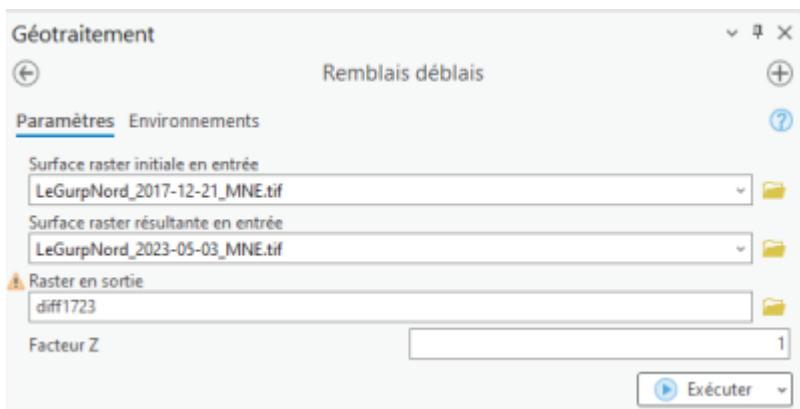 Géotraitement
Remblais déblais
Paramètres Environnements
Surface raster initiale en entrée
LeGurpNord_2017-12-21_MNE.tif
Surface raster résultante en entrée
LeGurpNord_2023-05-03_MNE.tif
Raster en sortie
diff1723
Facteur Z 1
Exécuter